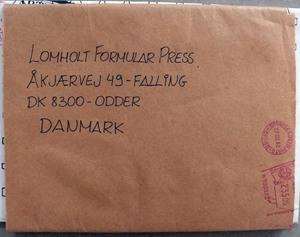 LOMHOLT FORMULAR PRESS
ÅKJÆRVEJ 49-FALLING
DK 8300-ODDER
DANMARK